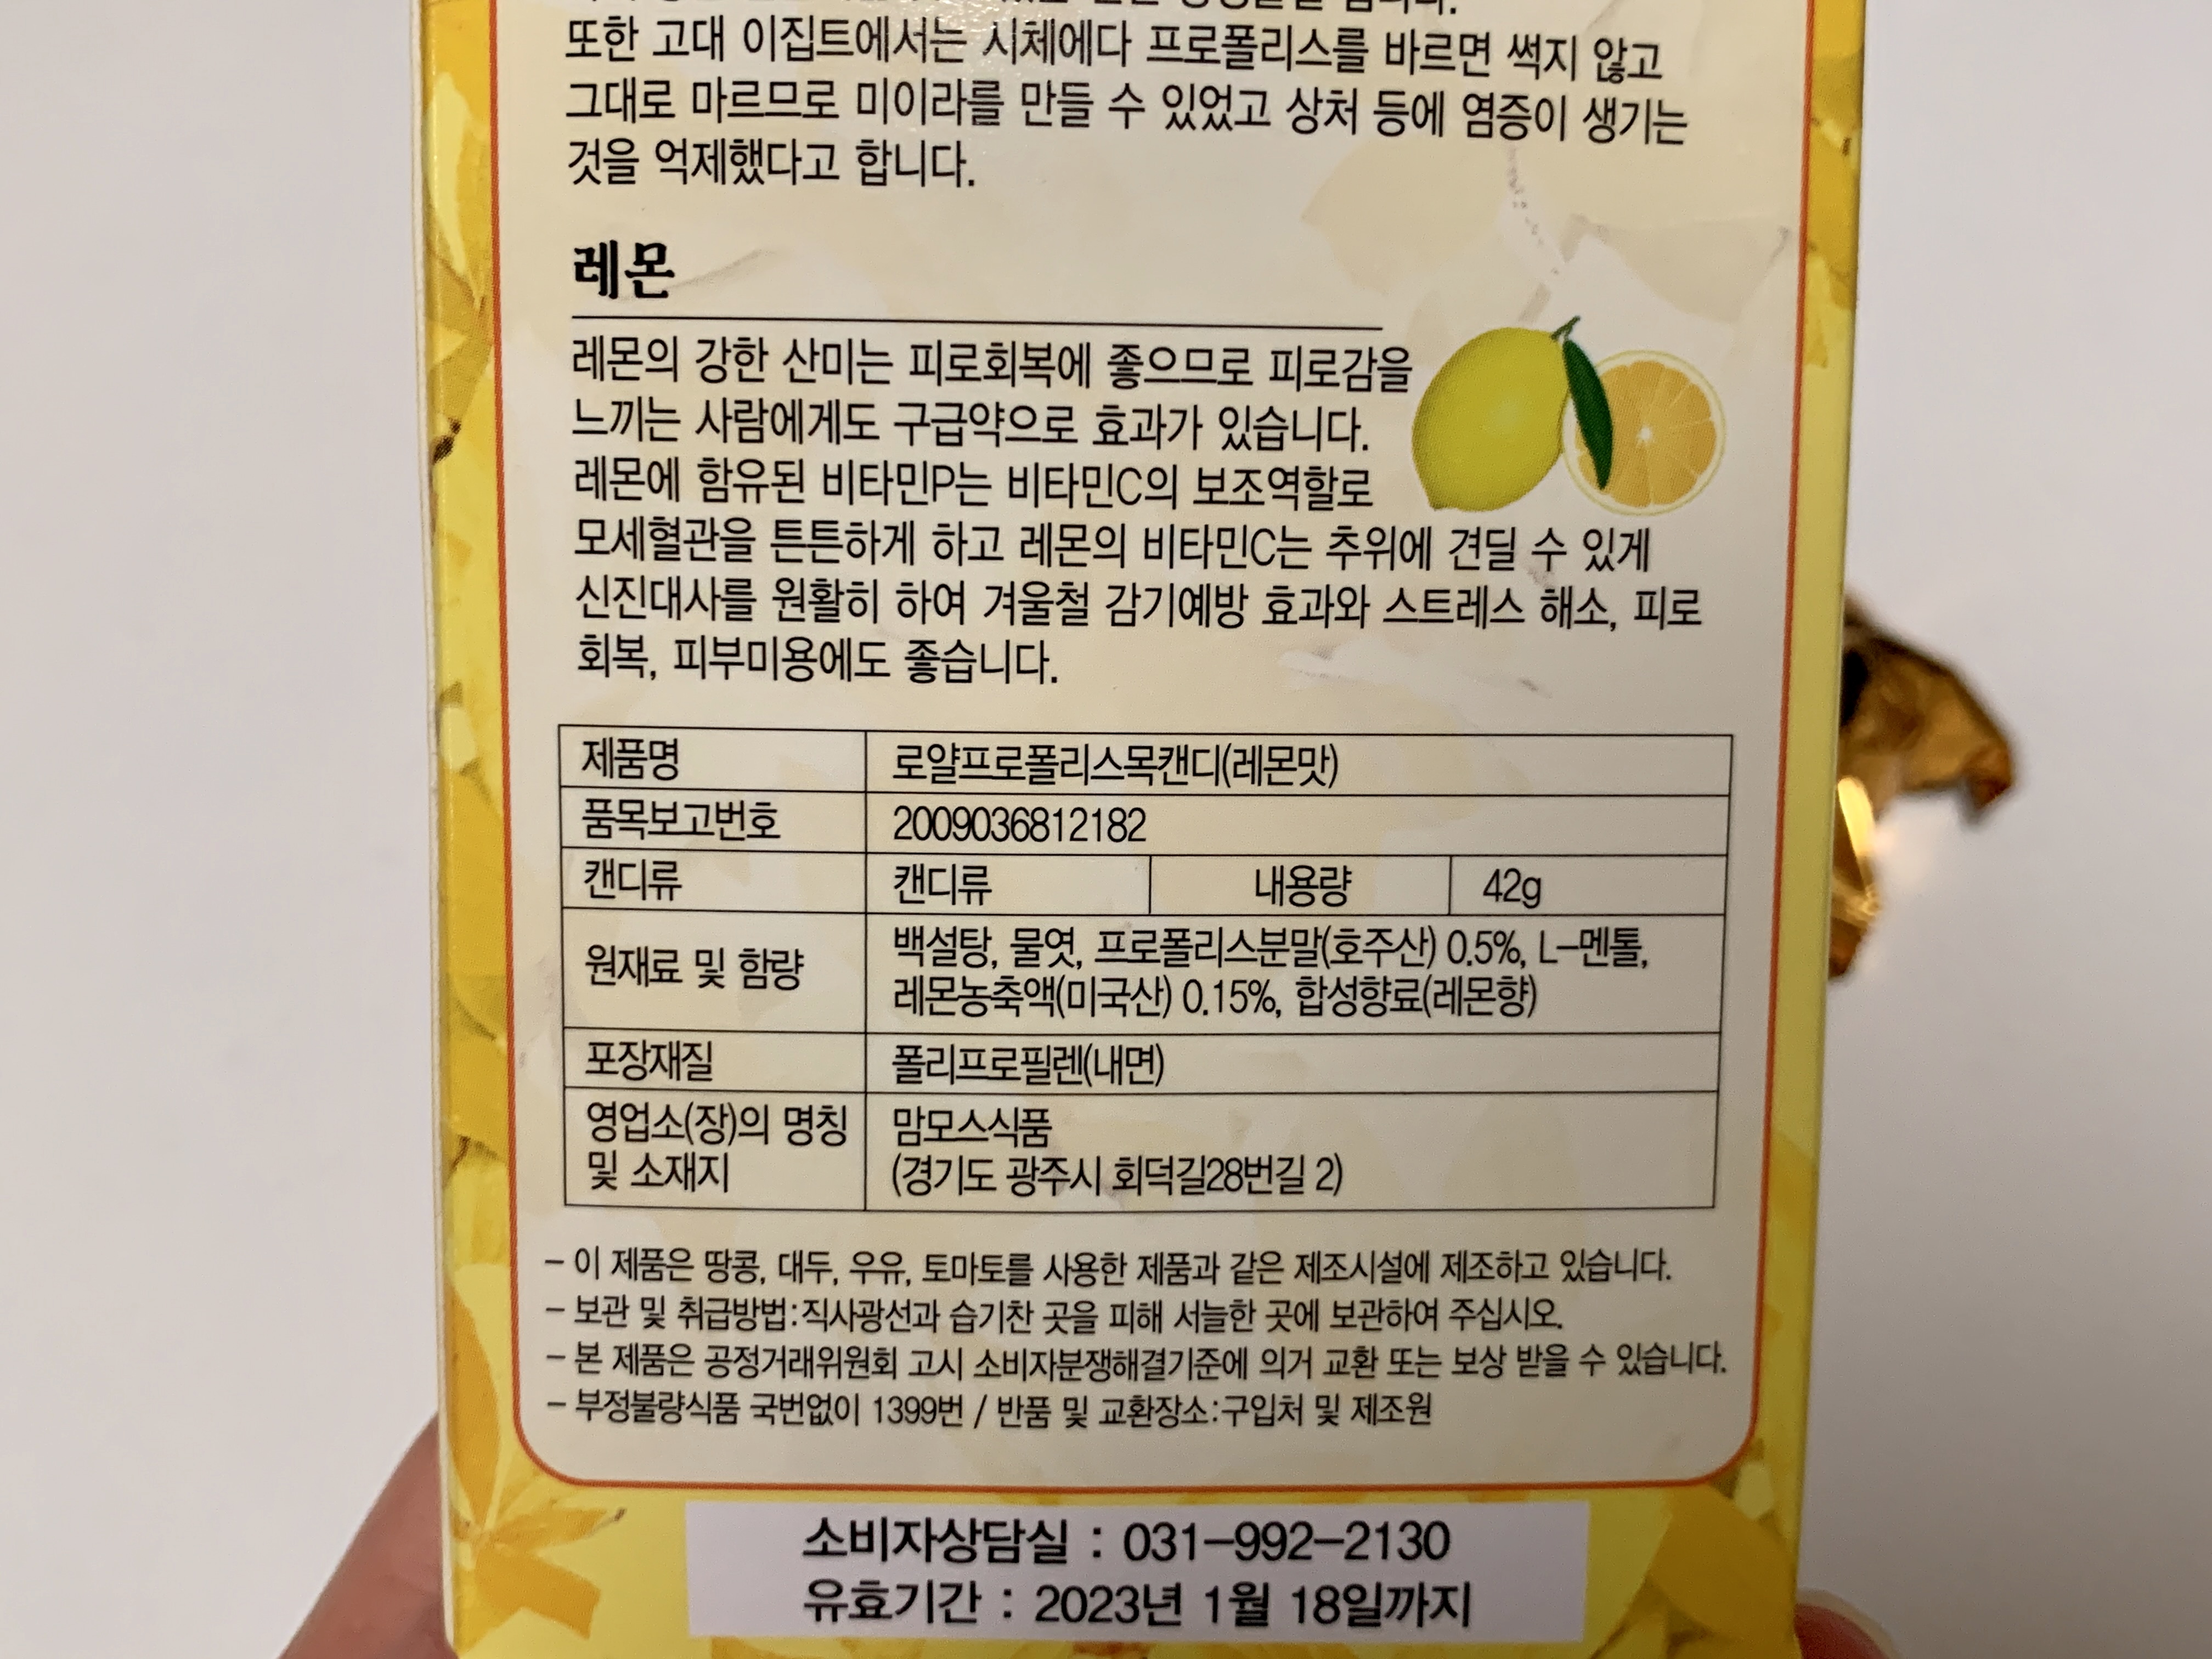 또한 고대 이집트에서는 시체에다 프로폴리스를 바르면 썩지 않고
그대로 마르므로 미이라를 만들 수 있었고 상처 등에 염증이 생기는
것을 억제했다고 합니다.
레몬
레몬의 강한 산미는 피로회복에 좋으므로 피로감을
느끼는 사람에게도 구급약으로 효과가 있습니다.
레몬에 함유된 비타민P는 비타민C의 보조역할로
모세혈관을 튼튼하게 하고 레몬의 비타민C는 추위에 견딜 수 있게
신진대사를 원활히 하여 겨울철 감기예방 효과와 스트레스 해소, 피로
회복, 피부미용에도 좋습니다.
제품명 로얄프로폴리스목캔디(레몬맛)
품목보고번호 2009036812182
캔디류 캔디류 내용량 42g
원재료 및 함량 백설탕, 물엿, 프로폴리스분말(호주산) 0.5%, L-멘톨,
레몬농축액(미국산) 0.15%, 합성향료(레몬향)
포장재질 폴리프로필렌(내면)
영업소(장)의 명칭 맘모스식품
및 소재지 (경기도 광주시 회덕길28번길 2)
- 이 제품은 땅콩, 대두, 우유, 토마토를 사용한 제품과 같은 제조시설에 제조하고 있습니다.
- 보관 및 취급방법:직사광선과 습기찬 곳을 피해 서늘한 곳에 보관하여 주십시오.
- 본 제품은 공정거래위원회 고시 소비자분쟁해결기준에 의거 교환 또는 보상 받을 수 있습니다.
- 부정불량식품 국번없이 1399번 / 반품 및 교환장소:구입처 및 제조원
소비자상담실 : 031-992-2130
유효기간 : 2023년 1월 18일까지